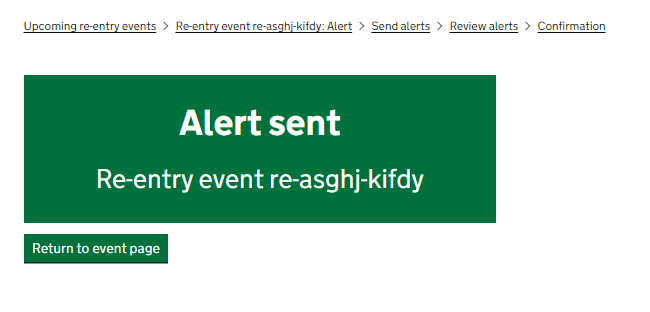 Upcoming re-entry events > Re-entry event re-asghj-kifdy: Alert > Send alerts > Review alerts > Confirmation
Alert sent
Re-entry event re-asghj-kifdy
Return to event page